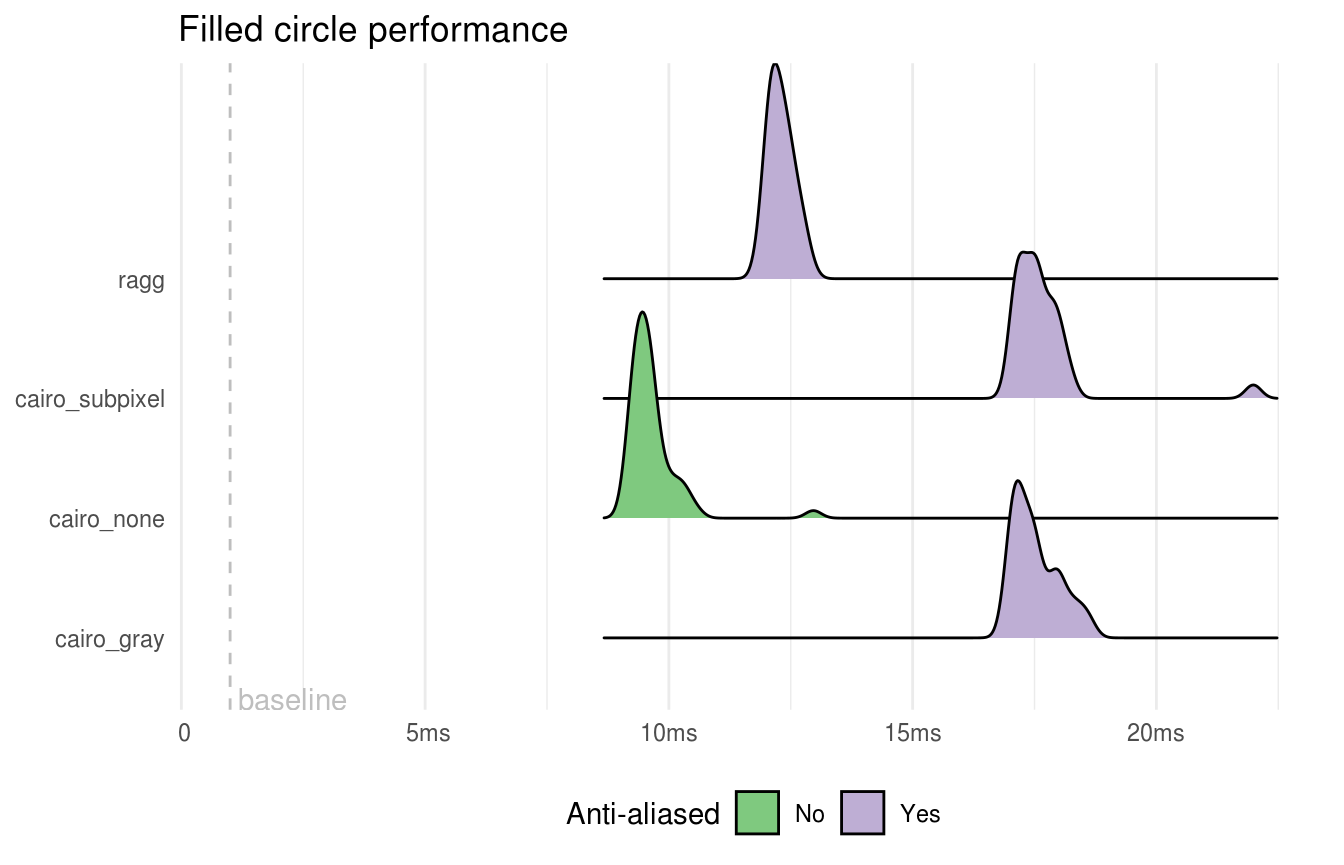 Filled circle performance
ragg
cairo_subpixel
cairo_none
cairo_gray
baseline
0 5ms 10ms 15ms 20ms
Anti-aliased No Yes